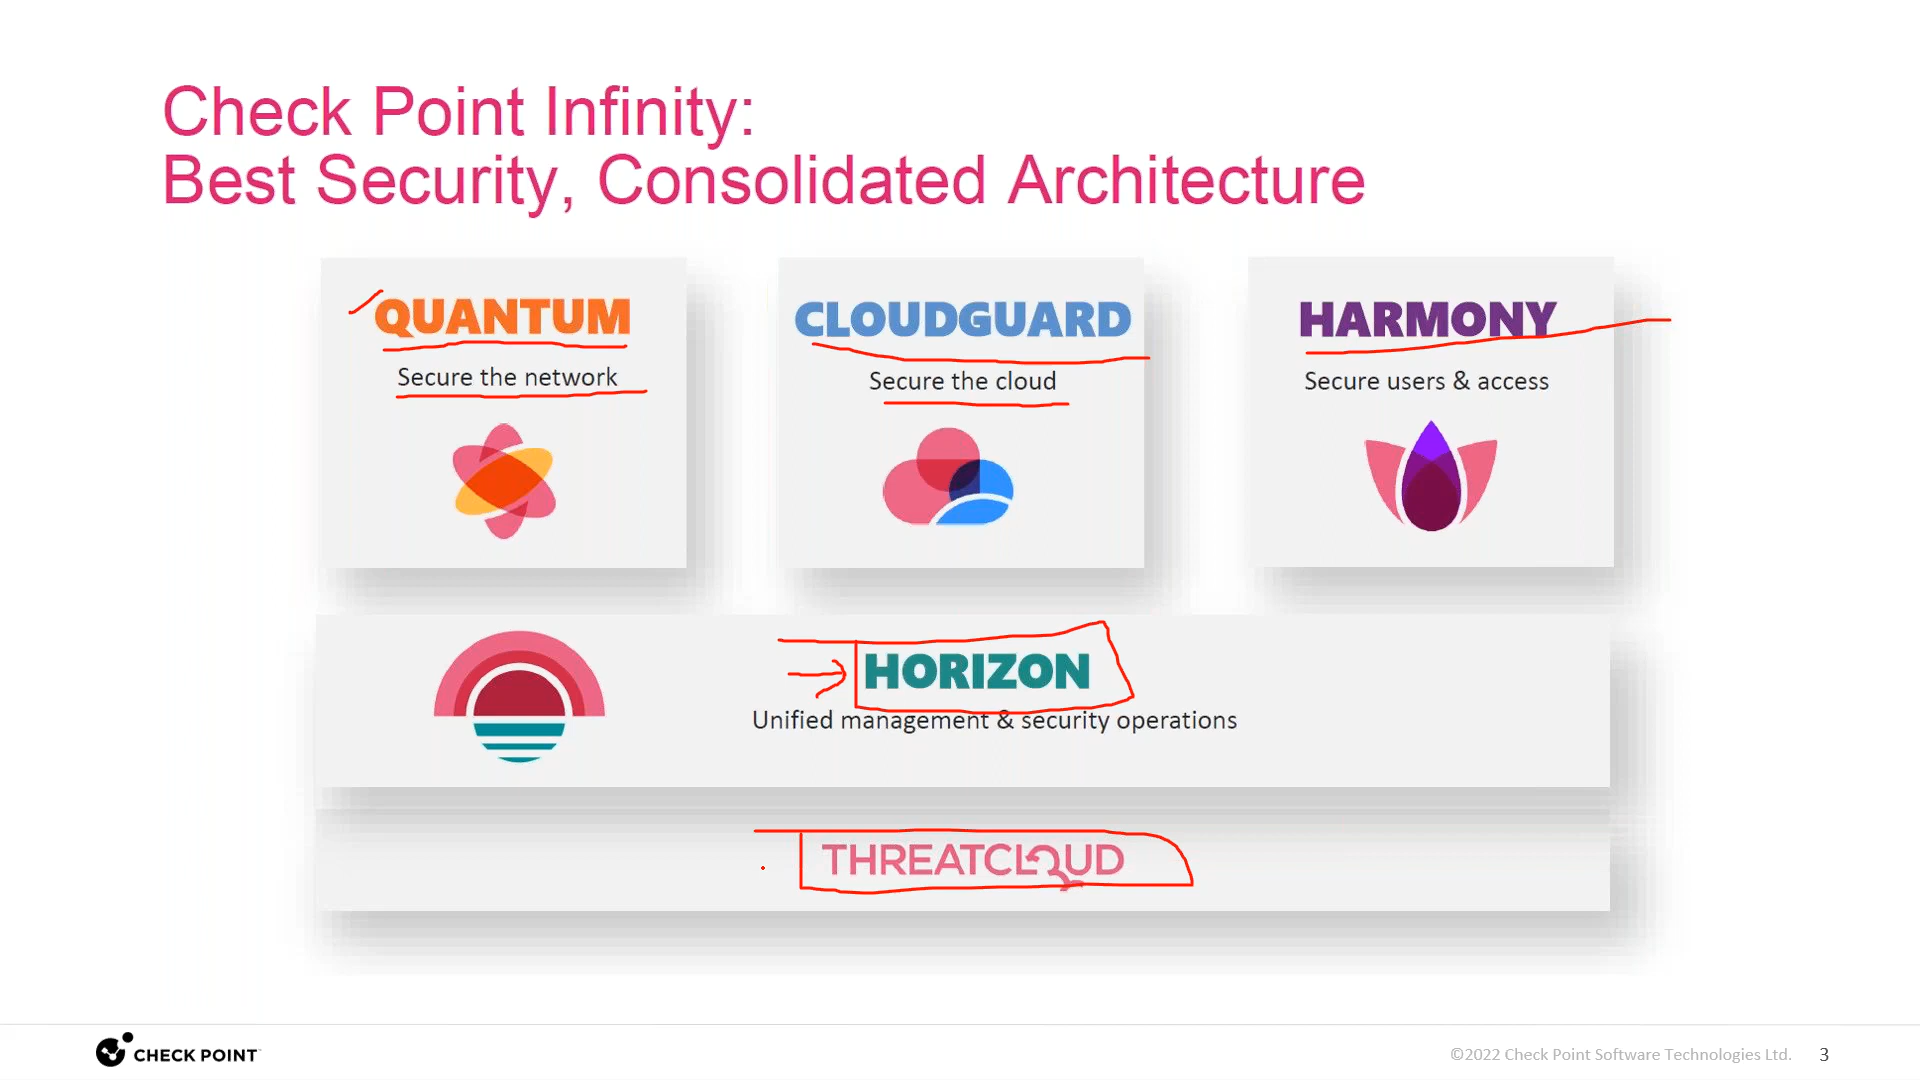 Check Point Infinity:
Best Security, Consolidated Architecture
QUANTUM
Secure the network
CLOUDGUARD
Secure the cloud
HARMONY
Secure users & access
HORIZON
Unified management & security operations
THREATCLOUD
CHECK POINT
©2022 Check Point Software Technologies Ltd. 3